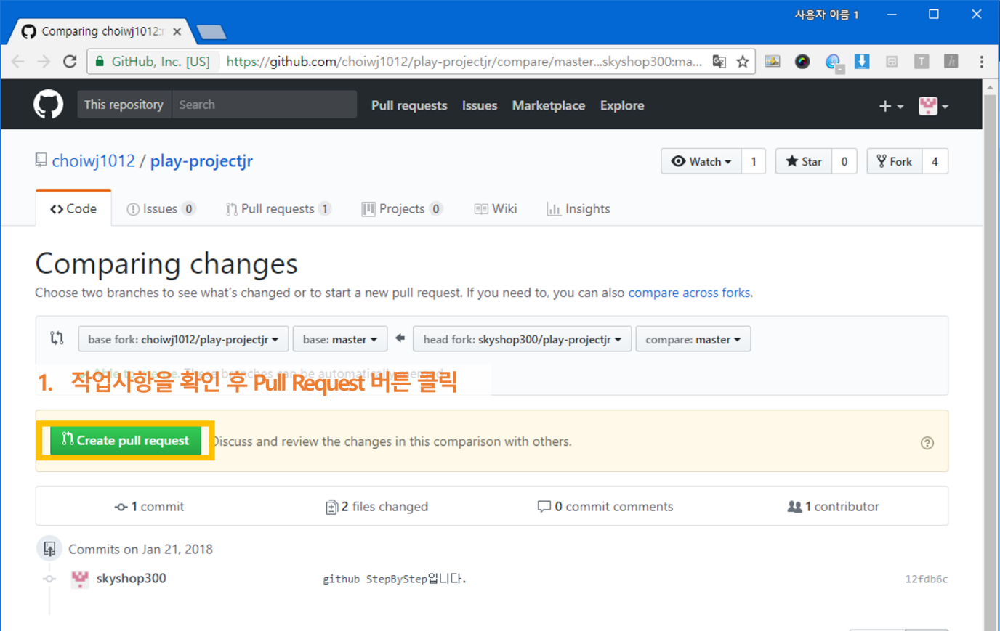 사용자 이름 1
Comparing choiwj1012:
GitHub, Inc. [US] https://github.com/choiwj1012/play-projectjr/compare/master...skyshop300:ma...
T h
This repository Search Pull requests Issues Marketplace Explore
choiwj1012 / play-projectjr Watch 1 Star 0 Fork 4
Code Issues 0 Pull requests 1 Projects 0 Wiki Insights
Comparing changes
Choose two branches to see what's changed or to start a new pull request. If you need to, you can also compare across forks.
base fork: choiwj1012/play-projectjr base: master head fork: skyshop300/play-projectjr compare: master
Able to merge. These branches can be automatically merged.
1. 작업사항을 확인 후 Pull Request 버튼 클릭
Create pull request Discuss and review the changes in this comparison with others.
1 commit 2 files changed 0 commit comments 1 contributor
Commits on Jan 21, 2018
skyshop300 github StepByStep입니다. 12fdb6c